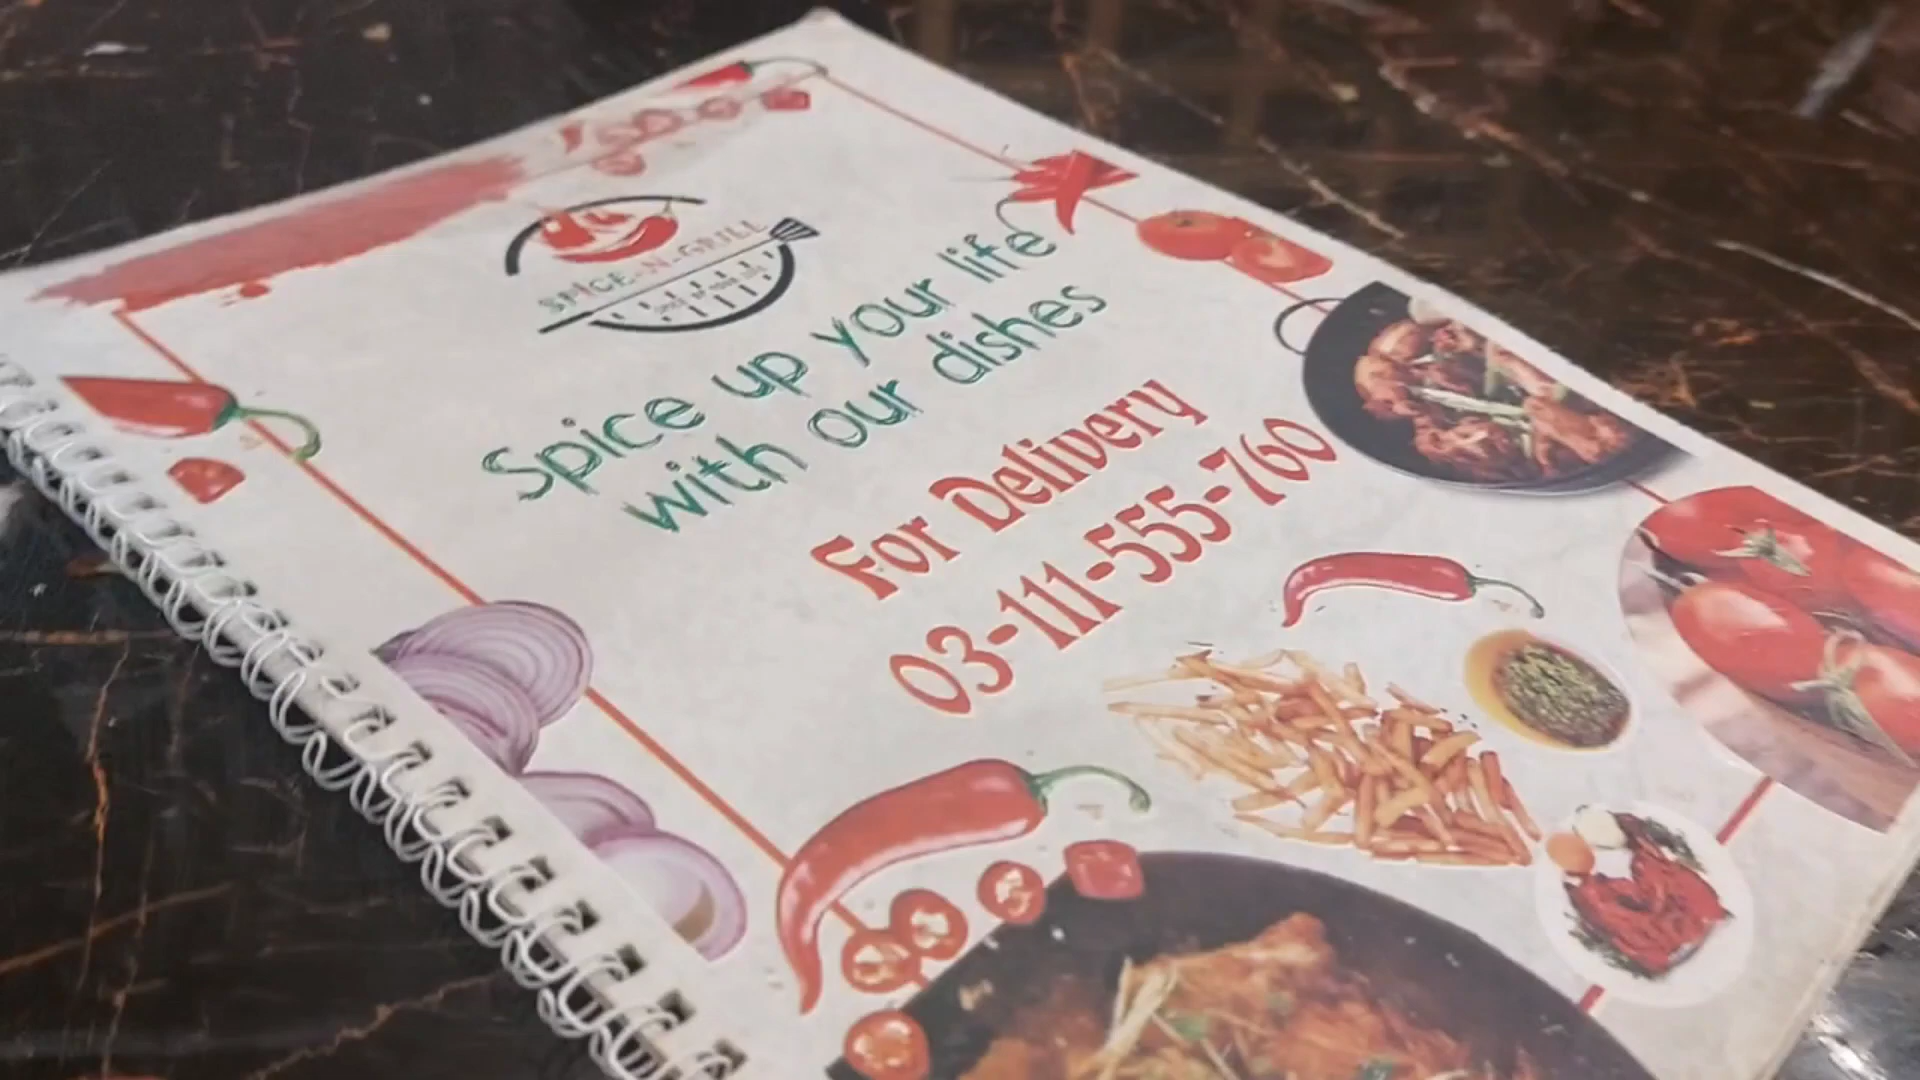 SPICE-N-GRILL
Spice up your life
with our dishes
For Delivery
03-111-555-760